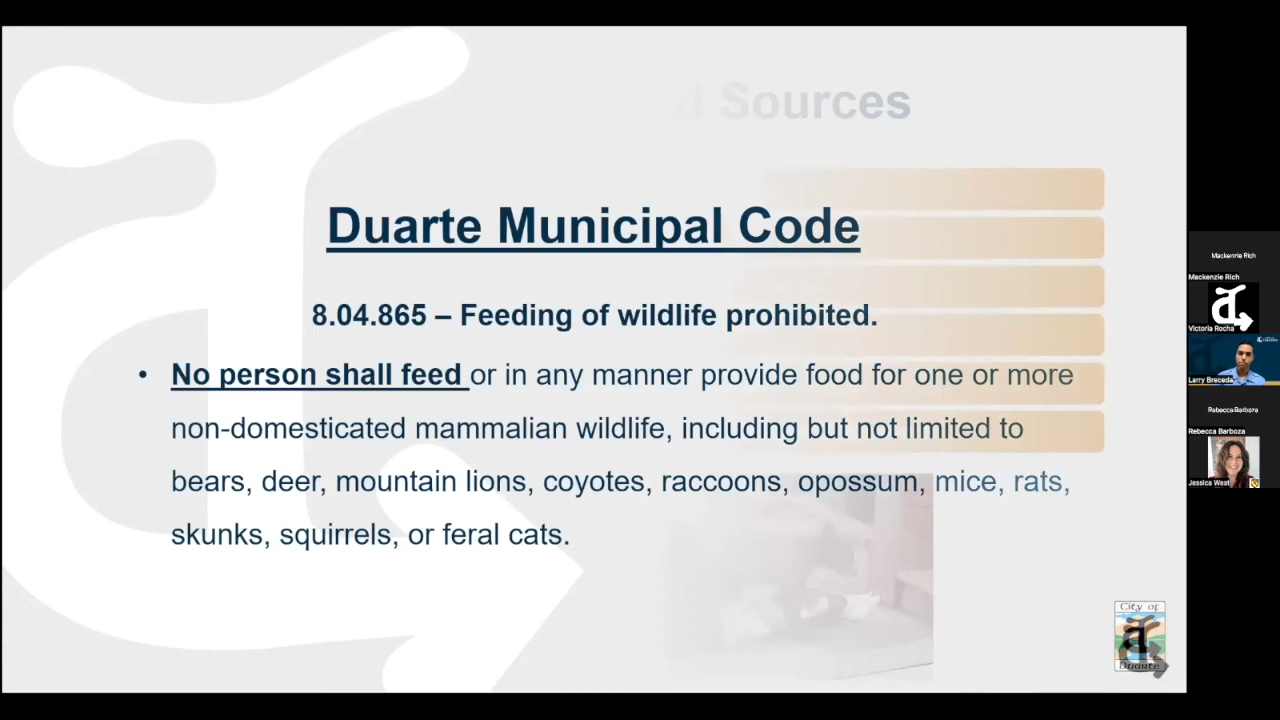 Sources
Duarte Municipal Code
8.04.865 – Feeding of wildlife prohibited.
• No person shall feed or in any manner provide food for one or more
non-domesticated mammalian wildlife, including but not limited to
bears, deer, mountain lions, coyotes, raccoons, opossum, mice, rats,
skunks, squirrels, or feral cats.
City of
Duarte
Mackenzie Rich
Mackenzie Rich
Victoria Rocha
Larry Breceda
Rebecca Barboza
Rebecca Barboza
Jessica West